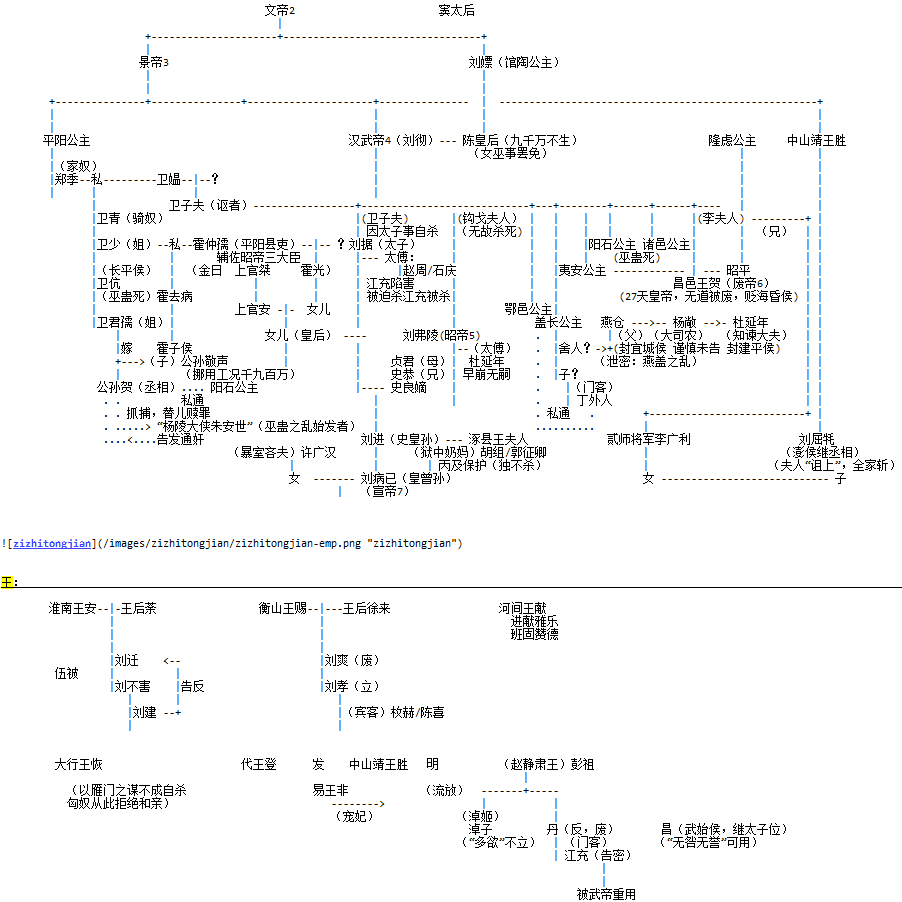 文帝2 窦太后
景帝3 刘嫖（馆陶公主）
平阳公主 汉武帝4（刘彻）--- 陈皇后（九千万不生） 隆虑公主 中山靖王胜
（女巫事罢免）
（家奴）
郑季--私---------卫媪--|--?
卫子夫（讴者）
卫青（骑奴） （卫子夫） （钩戈夫人） （李夫人）
因太子事自杀 （无故杀死） （兄）
卫少（姐）--私--霍仲孺（平阳县吏）--|-- ? 刘据（太子） 阳石公主 诸邑公主
辅佐昭帝三大臣 --- 太傅： （巫蛊死）
（长平侯） （金日 上官桀 霍光） 赵周/石庆 夷安公主 ------------ | --- 昭平
卫伉 江充陷害 昌邑王贺（废帝6）
（巫蛊死）霍去病 被迫杀江充被杀 （27天皇帝，无道被废，贬海昏侯）
上官安 -|- 女儿 鄂邑公主
卫君孺（姐） 盖长公主 燕仓 --->-- 杨敞 -->- 杜延年
女儿（皇后） ---- 刘弗陵(昭帝5) （父）（大司农） （知谏大夫）
嫁 霍子侯 --（太傅） 舍人? ->+(封宜城侯 谨慎未告 封建平侯)
+---> （子）公孙敬声 贞君（母） 杜延年 （泄密：燕盖之乱）
（挪用工况千九百万） 史恭（兄） 早崩无嗣 子?
公孙贺（丞相）.... 阳石公主 ---- 史良娣 （门客）
私通 丁外人
抓捕，替儿赎罪 私通
.....> “杨陵大侠朱安世”（巫蛊之乱始发者）
....<....告发通奸 刘进（史皇孙）--- 涿县王夫人 贰师将军李广利 刘屈牦
（暴室啬夫）许广汉 （狱中奶妈）胡组/郭征卿 （澎侯继丞相）
丙及保护（独不杀） （夫人“诅上”，全家斩）
女 ------- 刘病已（皇曾孙） 女 ---------------------------- 子
（宣帝7）
![zizhitongjian](/images/zizhitongjian/zizhitongjian-emp.png "zizhitongjian")
王：
淮南王安--|-王后荼 衡山王赐--|---王后徐来 河间王献
进献雅乐
班固赞德
刘迁 <-- 刘爽（废）
伍被
刘不害 告反 刘孝（立）
刘建 --+ （宾客）枚赫/陈喜
大行王恢 代王登 发 中山靖王胜 明 （赵静肃王）彭祖
（以雁门之谋不成自杀 易王非 （流放） -------+-----
匈奴从此拒绝和亲） -------->
（宠妃） （淖姬）
淖子 丹（反，废） 昌（武始侯，继太子位）
（“多欲”不立） （门客） （“无咎无誉”可用）
江充（告密）
被武帝重用